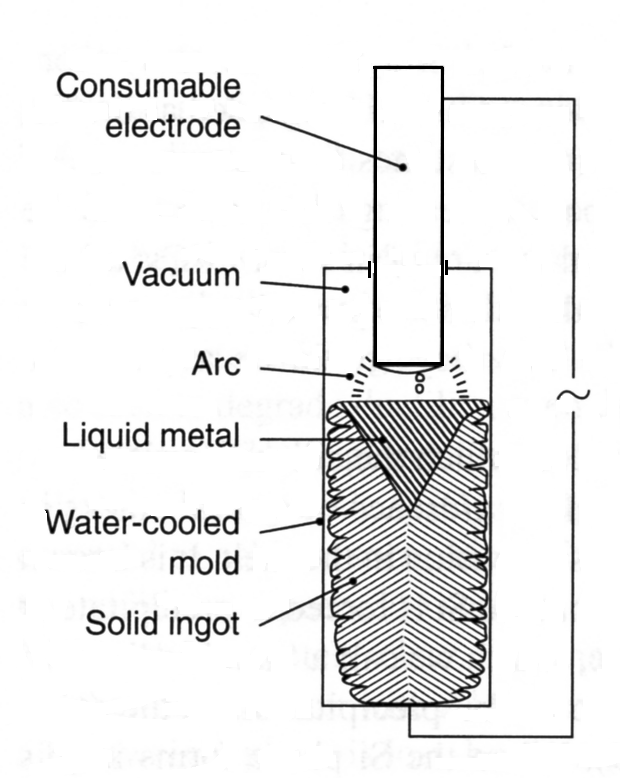 Consumable
electrode
Vacuum
Arc
Liquid metal
Water-cooled
mold
Solid ingot
~